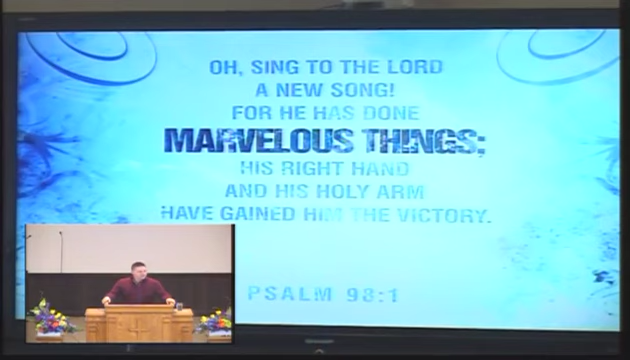 OH, SING TO THE LORD
A NEW SONG!
FOR HE HAS DONE
MARVELOUS THINGS;
HIS RIGHT HAND
AND HIS HOLY ARM
HAVE GAINED HIM THE VICTORY.
PSALM 98:1